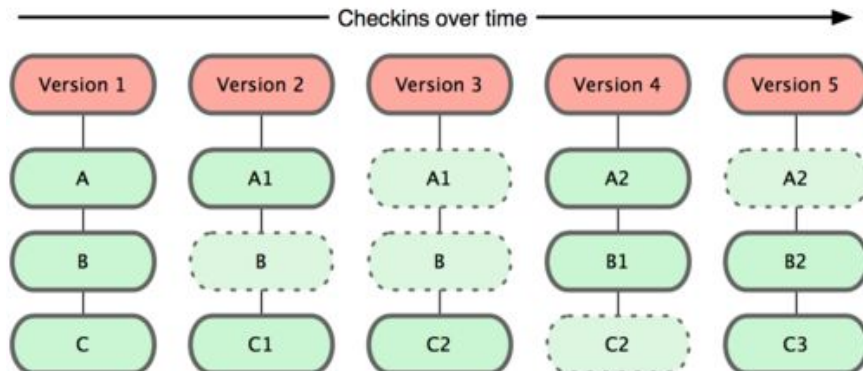 Checkins over time
Version 1 Version 2 Version 3 Version 4 Version 5
A A1 A1 A2 A2
B B B B1 B2
C C1 C2 C2 C3